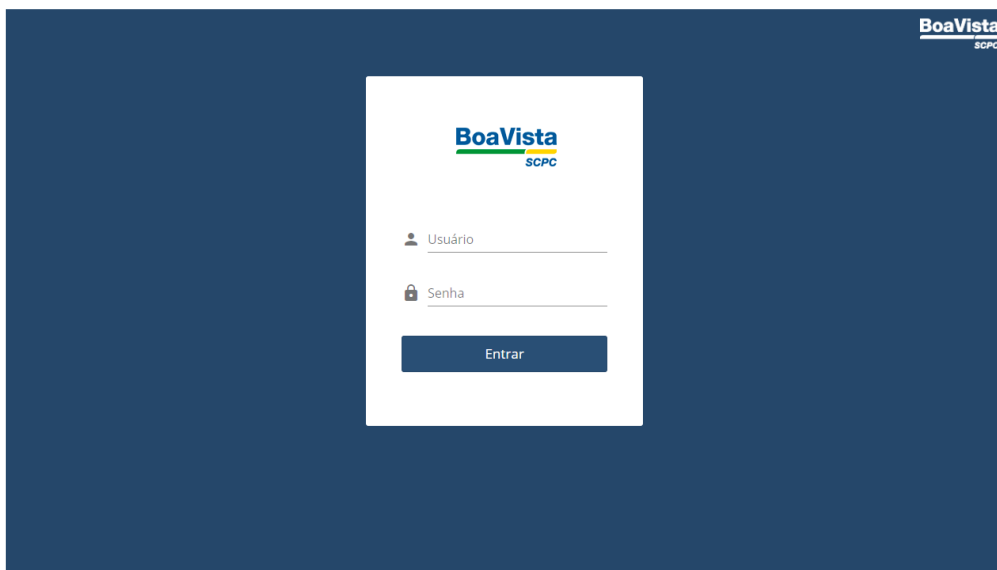 BoaVista
SCPC
BoaVista
SCPC
Usuário
Senha
Entrar